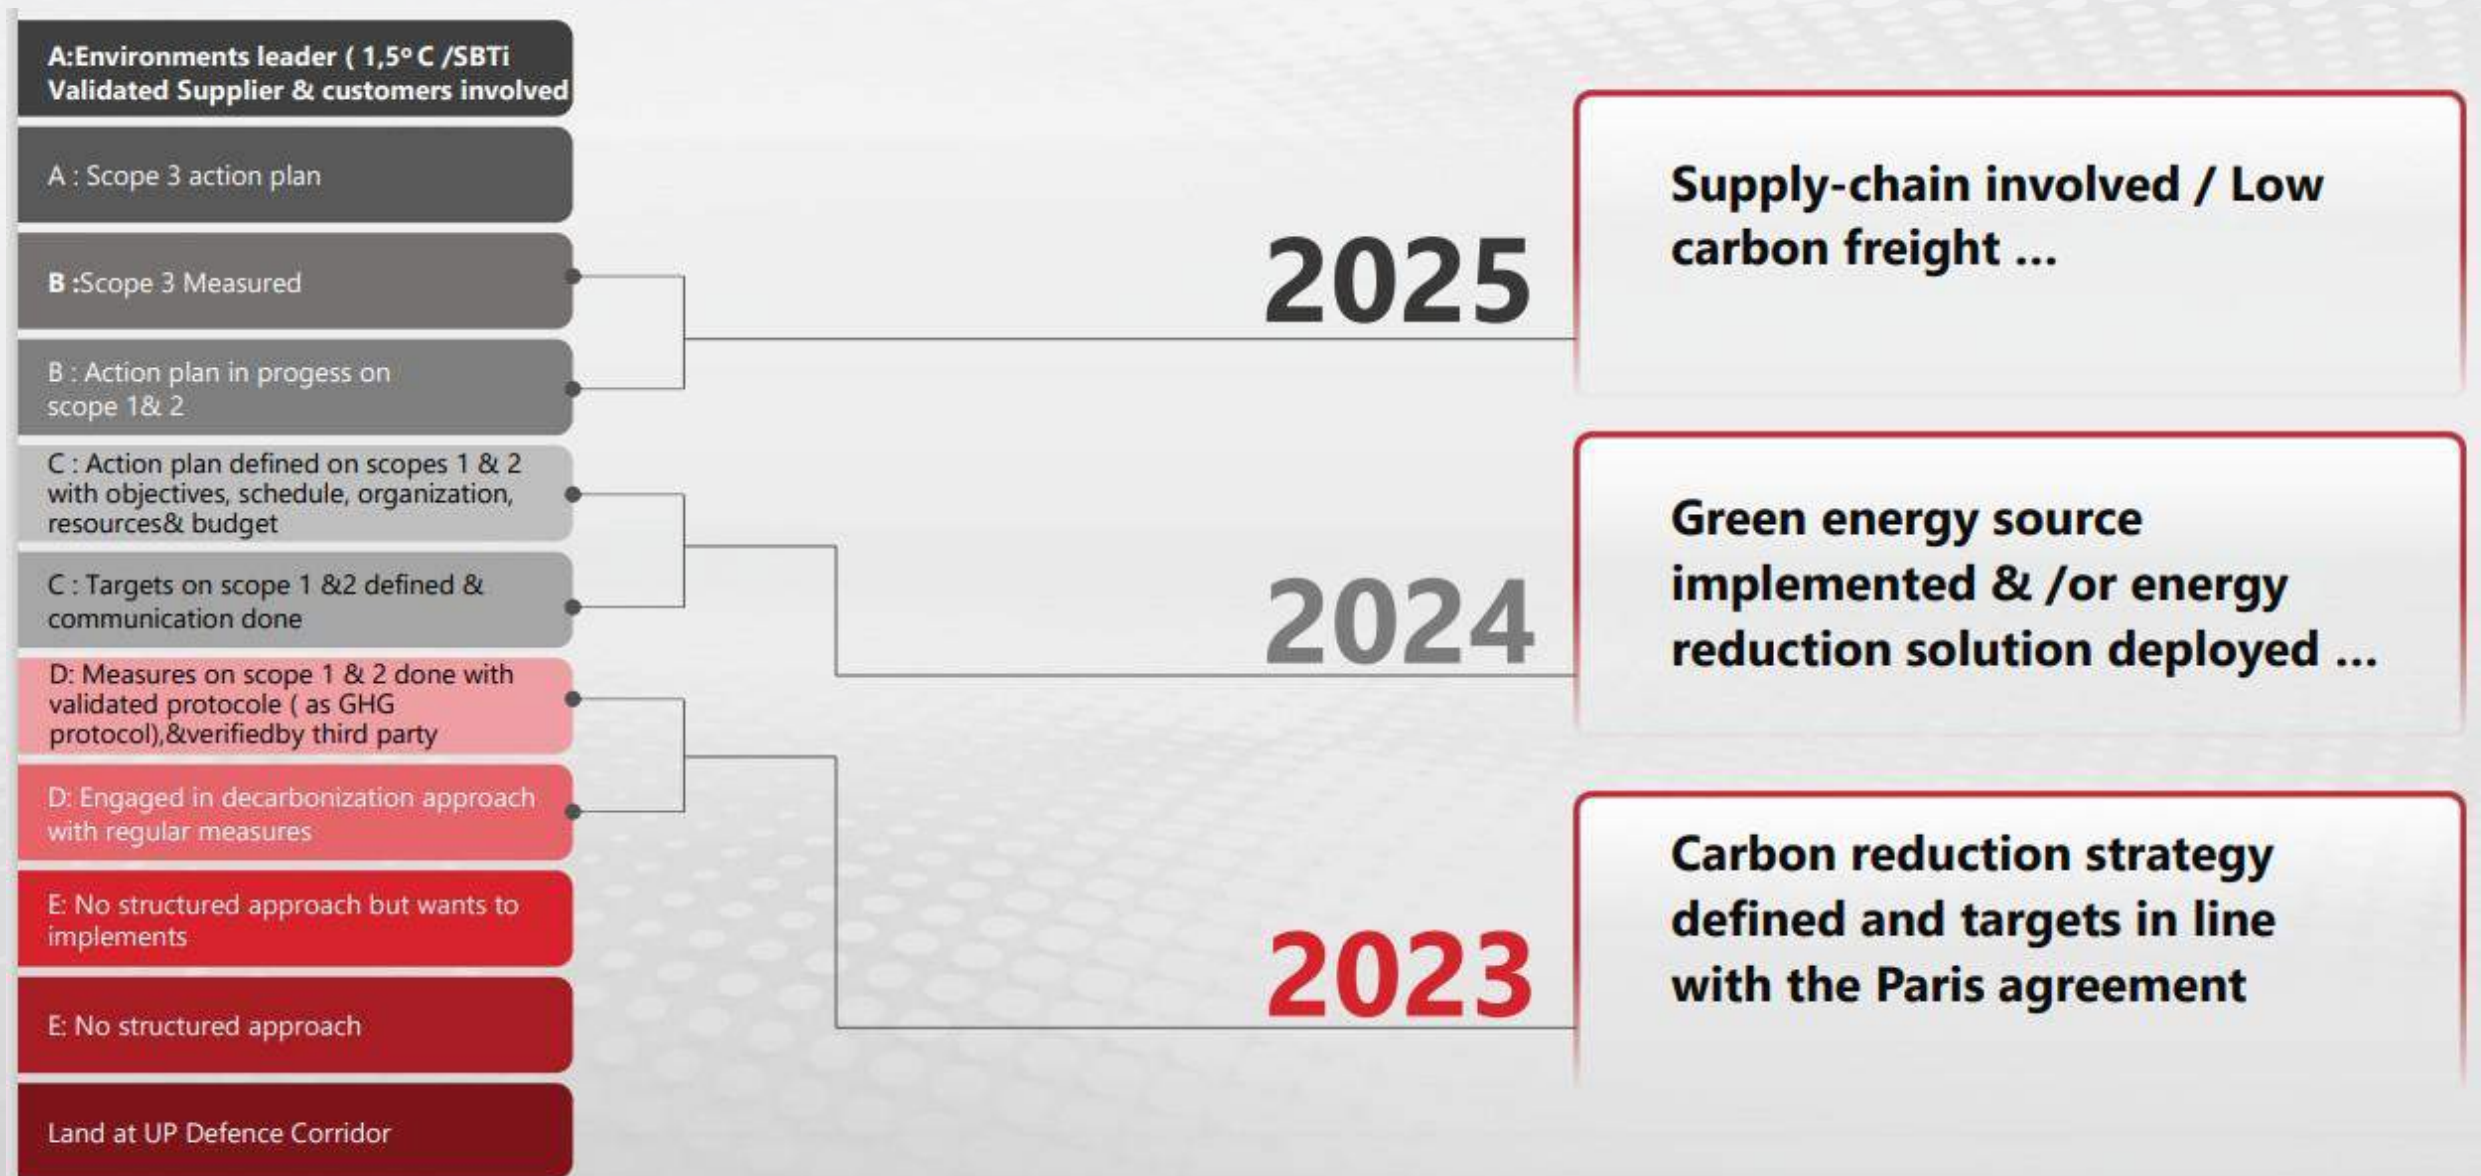 A:Environments leader ( 1,5º C /SBTi
Validated Supplier & customers involved
A : Scope 3 action plan
B :Scope 3 Measured
B : Action plan in progess on
scope 1& 2
C : Action plan defined on scopes 1 & 2
with objectives, schedule, organization,
resources& budget
C : Targets on scope 1 &2 defined &
communication done
D: Measures on scope 1 & 2 done with
validated protocole ( as GHG
protocol),&verifiedby third party
D: Engaged in decarbonization approach
with regular measures
E: No structured approach but wants to
implements
E: No structured approach
Land at UP Defence Corridor
2025
Supply-chain involved / Low
carbon freight ...
2024
Green energy source
implemented & /or energy
reduction solution deployed ...
2023
Carbon reduction strategy
defined and targets in line
with the Paris agreement